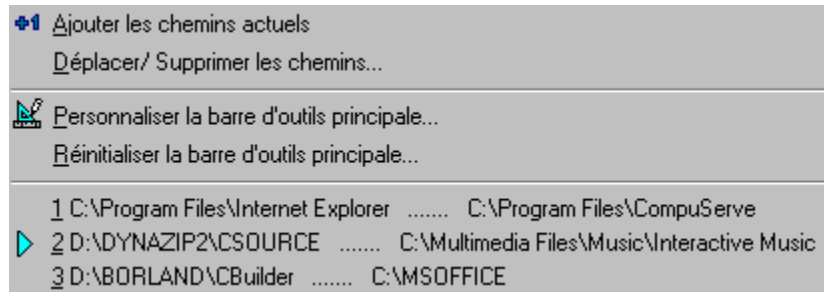 +1 Ajouter les chemins actuels
Déplacer/ Supprimer les chemins...
Personnaliser la barre d'outils principale...
Réinitialiser la barre d'outils principale...
1 C:\Program Files\Internet Explorer ....... C:\Program Files\CompuServe
2 D:\DYNAZIP2\CSOURCE ....... C:\Multimedia Files\Music\Interactive Music
3 D:\BORLAND\CBuilder ....... C:\MSOFFICE